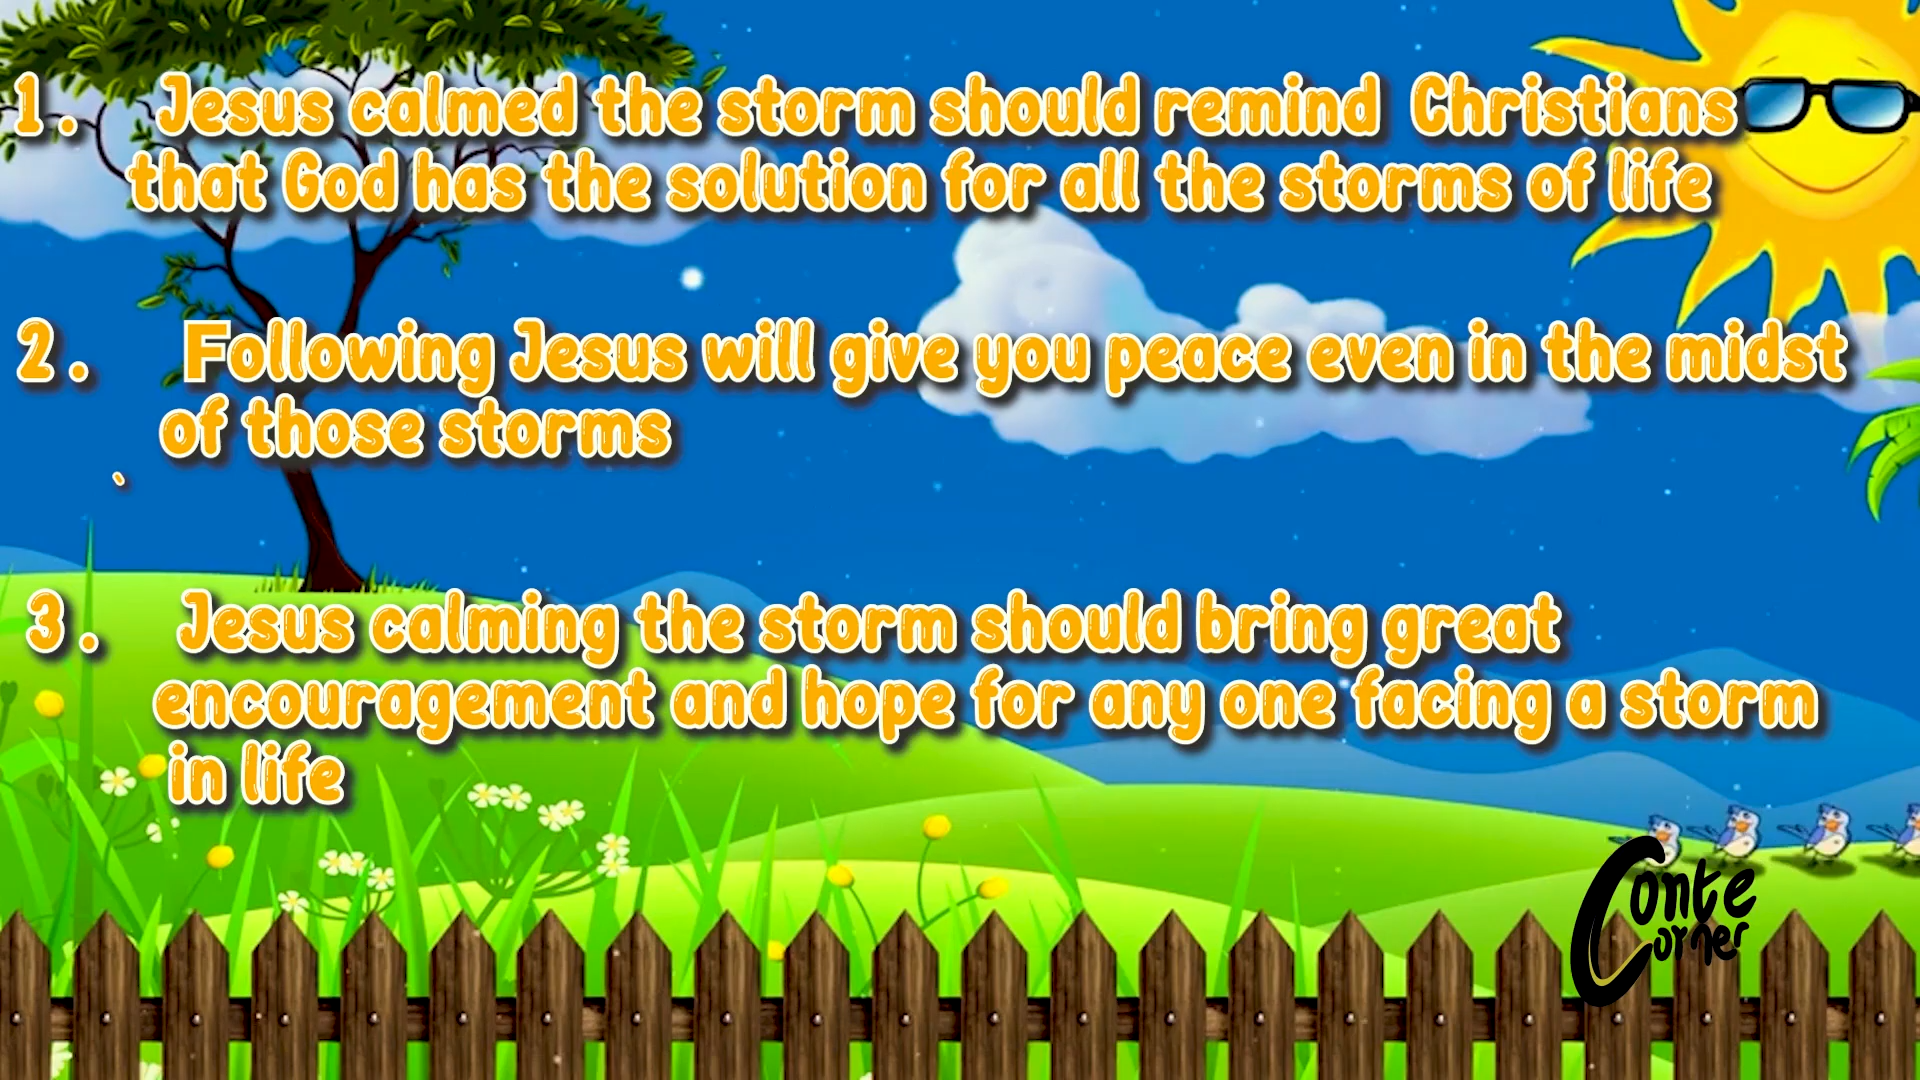 1. Jesus calmed the storm should remind Christians
that God has the solution for all the storms of life
2. Following Jesus will give you peace even in the midst
of those storms
3. Jesus calming the storm should bring great
encouragement and hope for any one facing a storm
in life
Conte
Corner